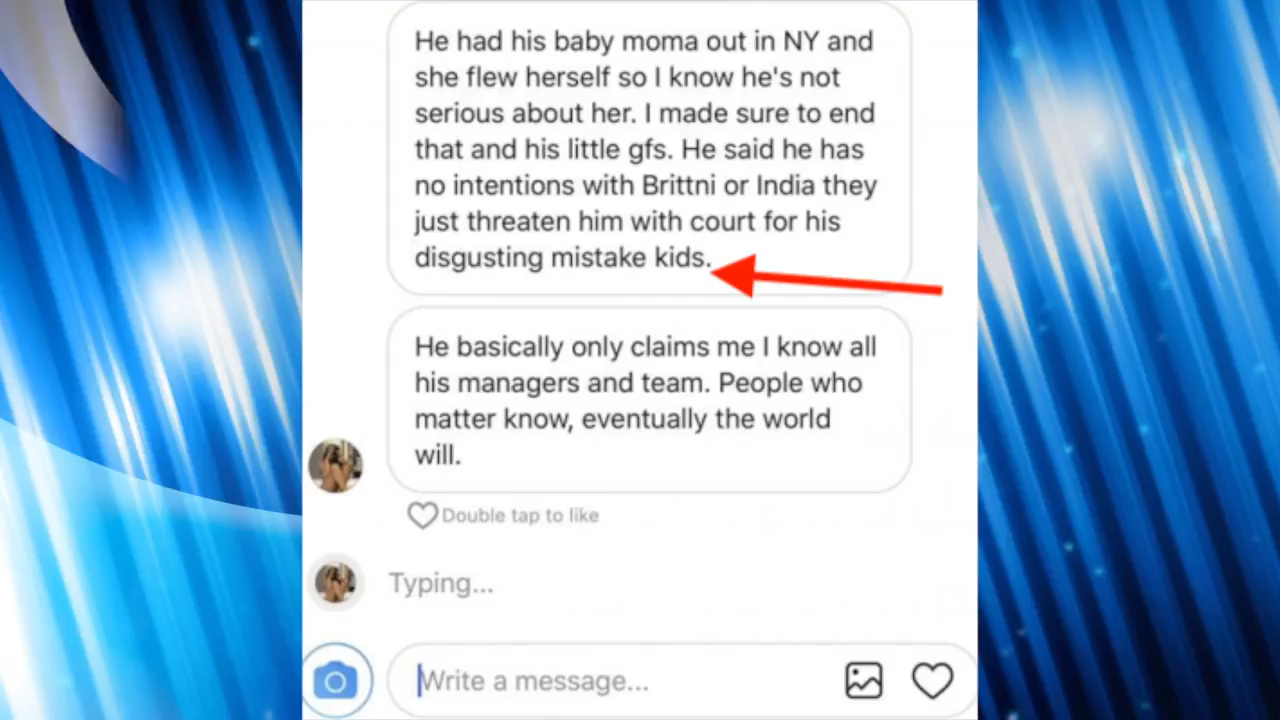 He had his baby moma out in NY and
she flew herself so I know he's not
serious about her. I made sure to end
that and his little gfs. He said he has
no intentions with Brittni or India they
just threaten him with court for his
disgusting mistake kids.
He basically only claims me I know all
his managers and team. People who
matter know, eventually the world
will.
Double tap to like
Typing...
Write a message...